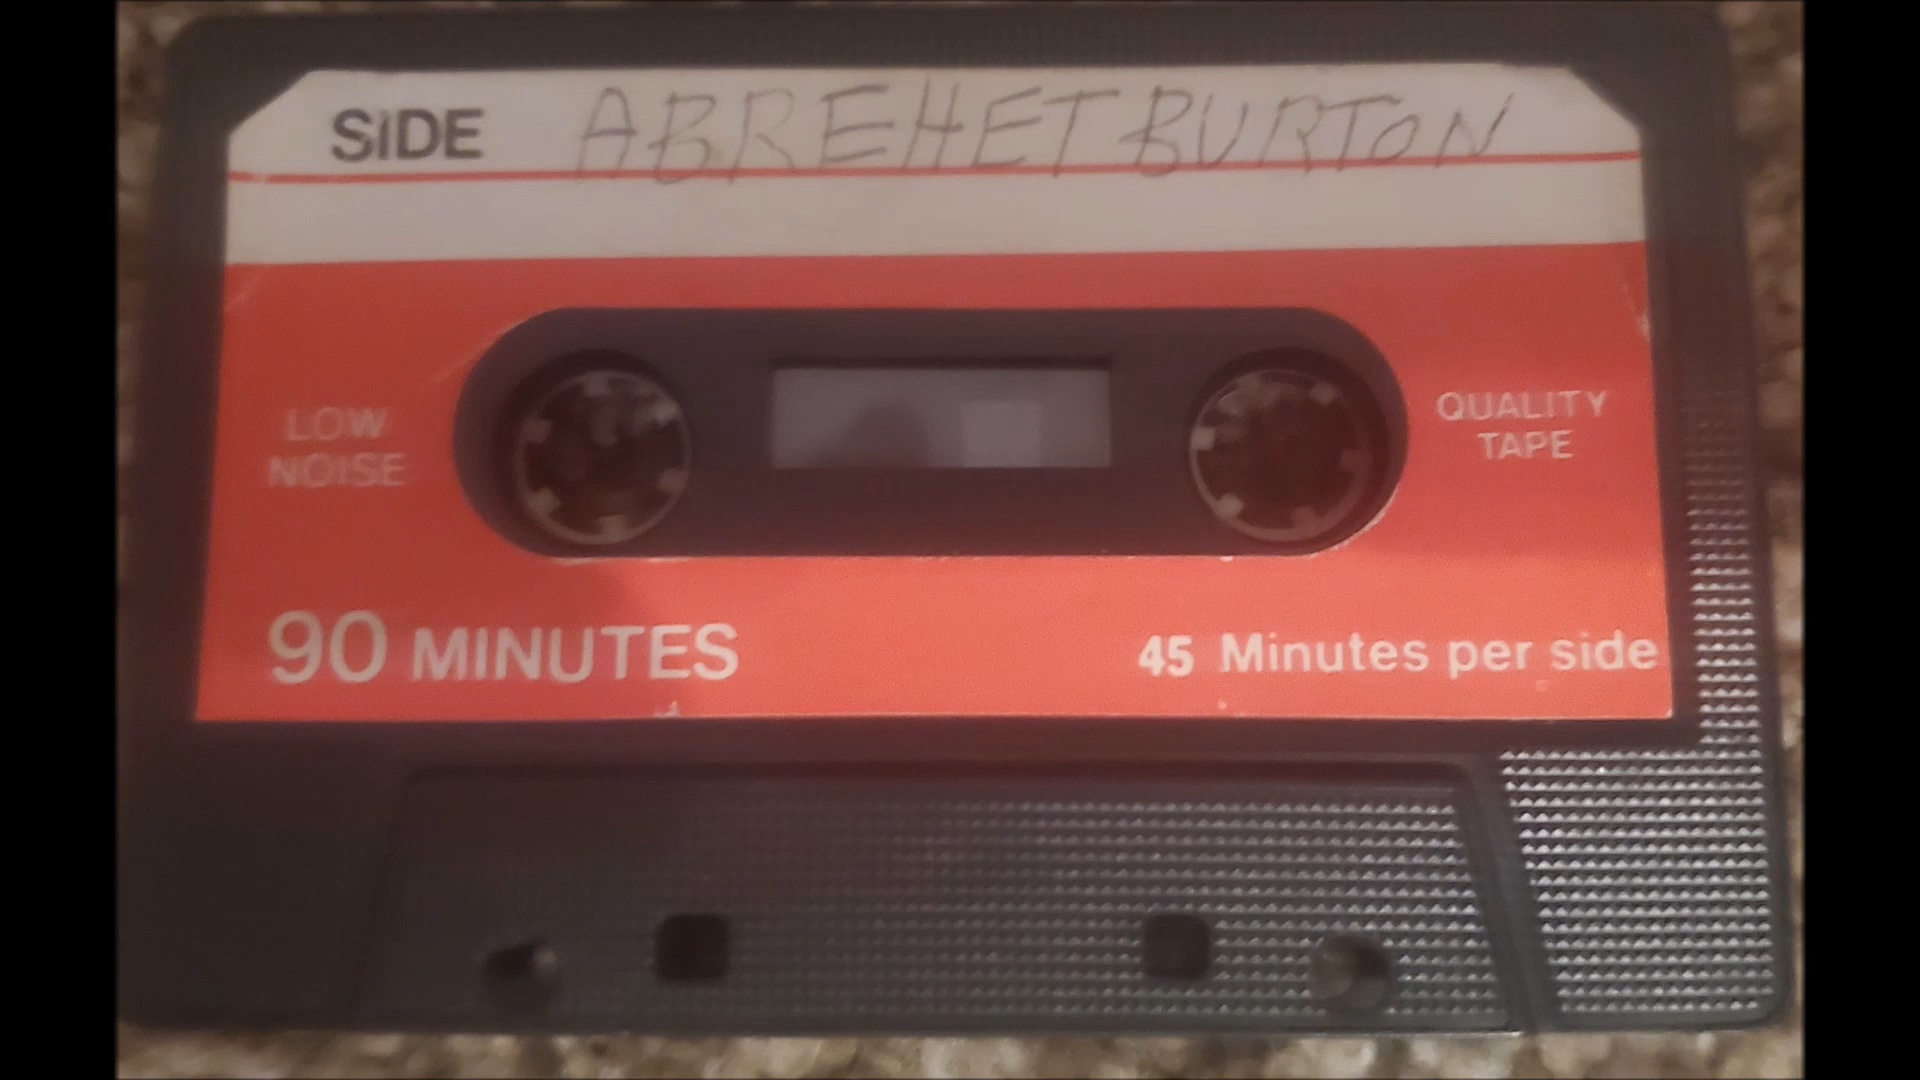 SIDE ABREHET BURTON
LOW
NOISE
QUALITY
TAPE
90 MINUTES
45 Minutes per side